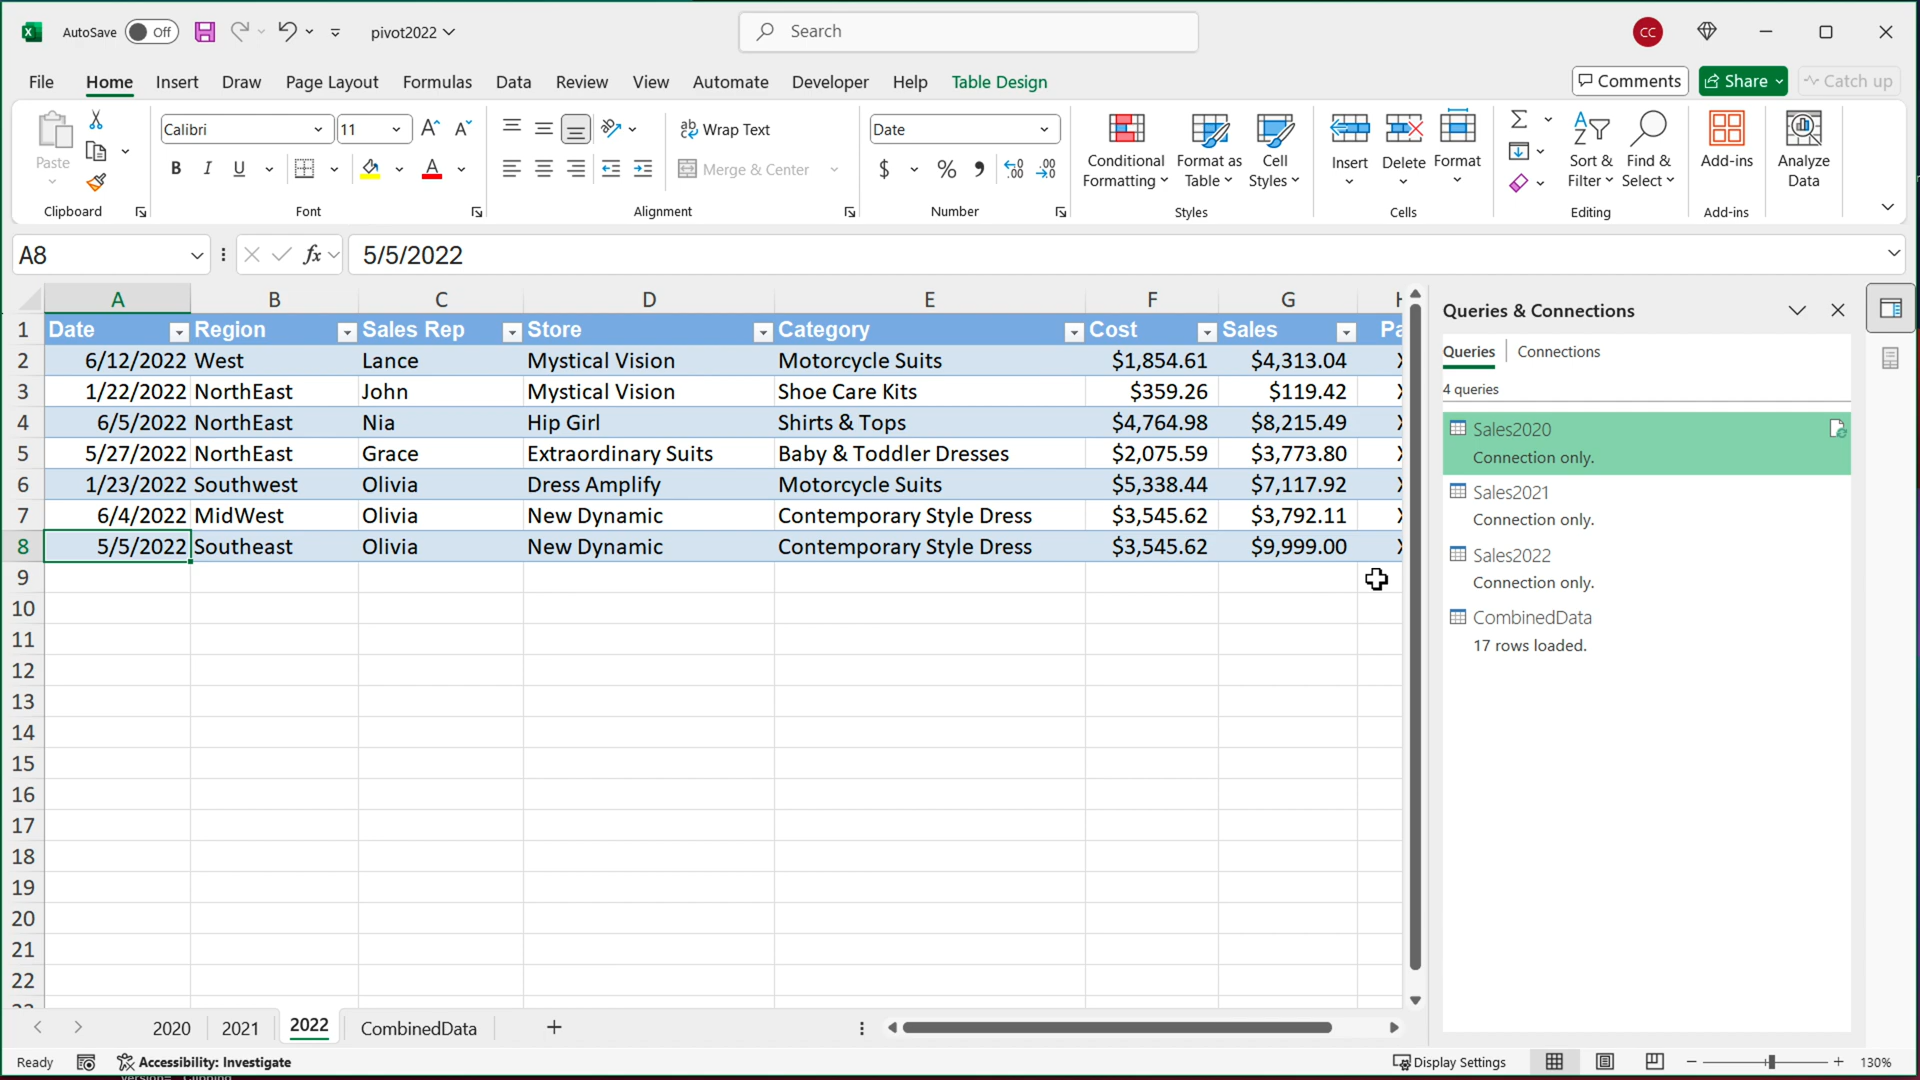 AutoSave Off pivot2022 Search CC
File Home Insert Draw Page Layout Formulas Data Review View Automate Developer Help Table Design Comments Share Catch up
Paste
Clipboard
Calibri 11
B I U A
Font
Wrap Text
Merge & Center
Alignment
Date
$ % 9
Number
Conditional Formatting
Format as Table
Cell Styles
Styles
Insert Delete Format
Cells
Sort & Filter
Find & Select
Editing
Add-ins
Add-ins
Analyze Data
A8 fx 5/5/2022
A B C D E F G
1 Date Region Sales Rep Store Category Cost Sales Pa
2 6/12/2022 West Lance Mystical Vision Motorcycle Suits $1,854.61 $4,313.04
3 1/22/2022 NorthEast John Mystical Vision Shoe Care Kits $359.26 $119.42
4 6/5/2022 NorthEast Nia Hip Girl Shirts & Tops $4,764.98 $8,215.49
5 5/27/2022 NorthEast Grace Extraordinary Suits Baby & Toddler Dresses $2,075.59 $3,773.80
6 1/23/2022 Southwest Olivia Dress Amplify Motorcycle Suits $5,338.44 $7,117.92
7 6/4/2022 MidWest Olivia New Dynamic Contemporary Style Dress $3,545.62 $3,792.11
8 5/5/2022 Southeast Olivia New Dynamic Contemporary Style Dress $3,545.62 $9,999.00
9
10
11
12
13
14
15
16
17
18
19
20
21
22
Queries & Connections
Queries Connections
4 queries
Sales2020
Connection only.
Sales2021
Connection only.
Sales2022
Connection only.
CombinedData
17 rows loaded.
2020 2021 2022 CombinedData
Ready Accessibility: Investigate Display Settings 130%